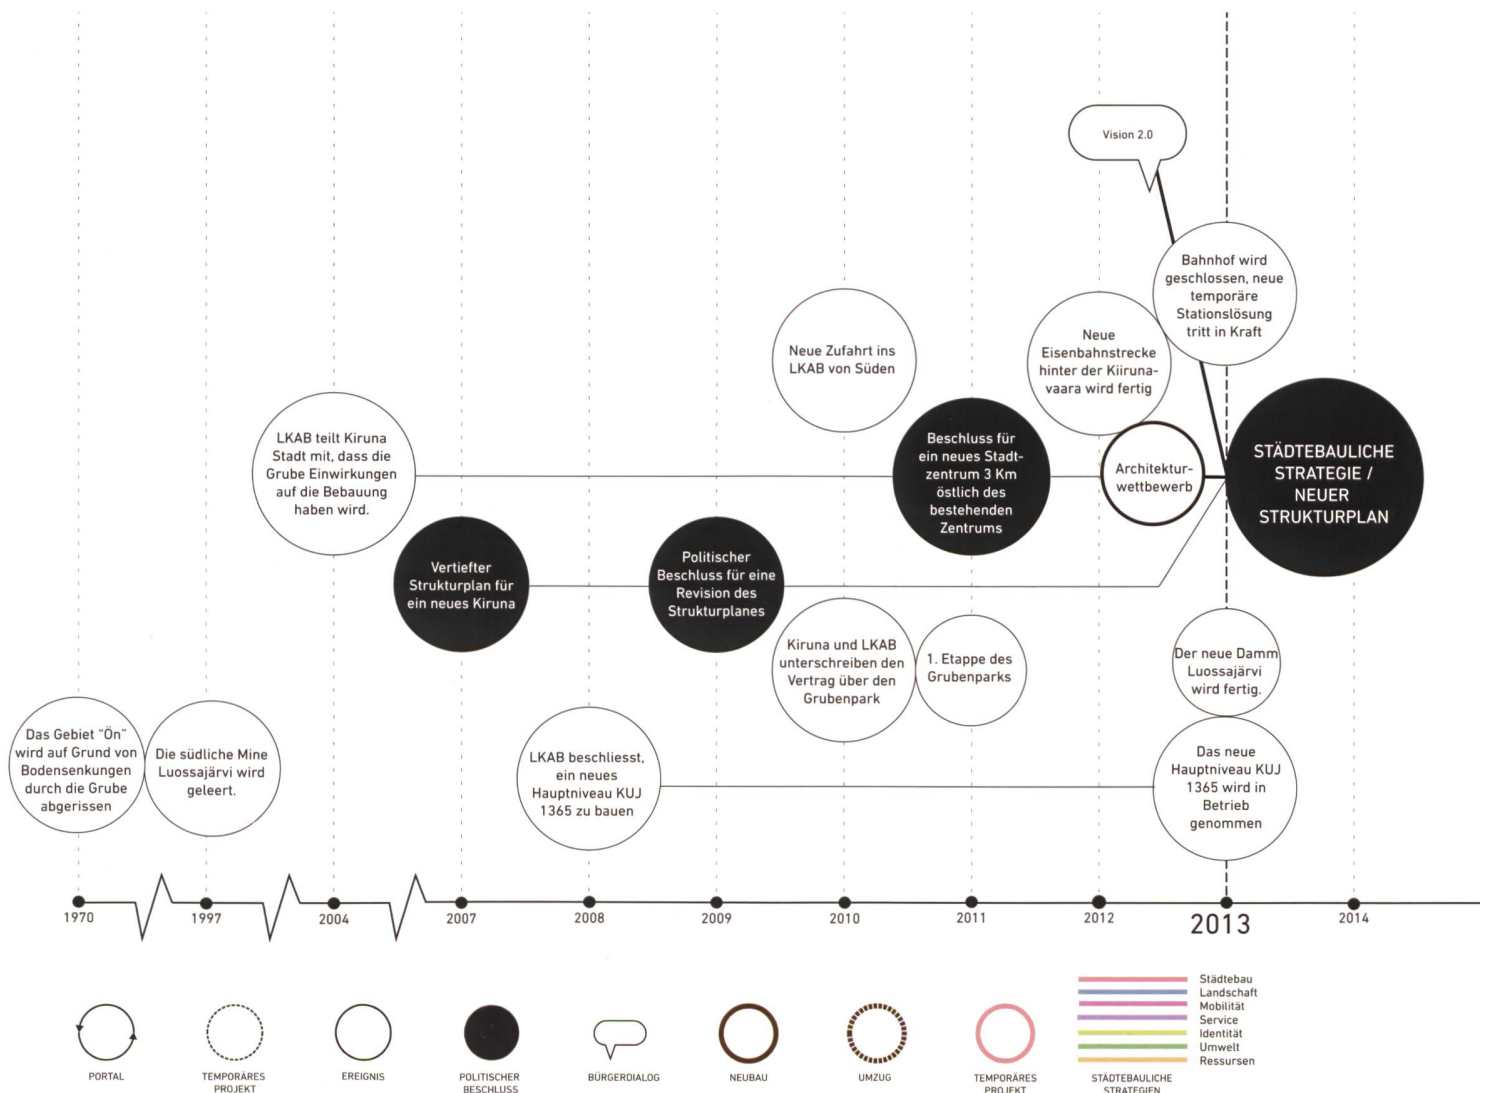 Vision 2.0
Bahnhof wird
geschlossen, neue
temporäre
Stationslösung
tritt in Kraft
Neue Zufahrt ins
LKAB von Süden
Neue
Eisenbahnstrecke
hinter der Kiiruna-
vaara wird fertig
LKAB teilt Kiruna
Stadt mit, dass die
Grube Einwirkungen
auf die Bebauung
haben wird.
Beschluss für
ein neues Stadt-
zentrum 3 Km
östlich des
bestehenden
Zentrums
Architektur-
wettbewerb
STÄDTEBAULICHE
STRATEGIE /
NEUER
STRUKTURPLAN
Vertiefter
Strukturplan für
ein neues Kiruna
Politischer
Beschluss für eine
Revision des
Strukturplanes
Kiruna und LKAB
unterschreiben den
Vertrag über den
Grubenpark
1. Etappe des
Grubenparks
Der neue Damm
Luossajärvi
wird fertig.
Das Gebiet "Ön"
wird auf Grund von
Bodensenkungen
durch die Grube
abgerissen
Die südliche Mine
Luossajärvi wird
geleert.
LKAB beschliesst,
ein neues
Hauptniveau KUJ
1365 zu bauen
Das neue
Hauptniveau KUJ
1365 wird in
Betrieb
genommen
1970
1997
2004
2007
2008
2009
2010
2011
2012
2013
2014
PORTAL
TEMPORÄRES
PROJEKT
EREIGNIS
POLITISCHER
BESCHLUSS
BÜRGERDIALOG
NEUBAU
UMZUG
TEMPORÄRES
PROJEKT
Städtebau
Landschaft
Mobilität
Service
Identität
Umwelt
Ressursen
STÄDTEBAULICHE
STRATEGIEN